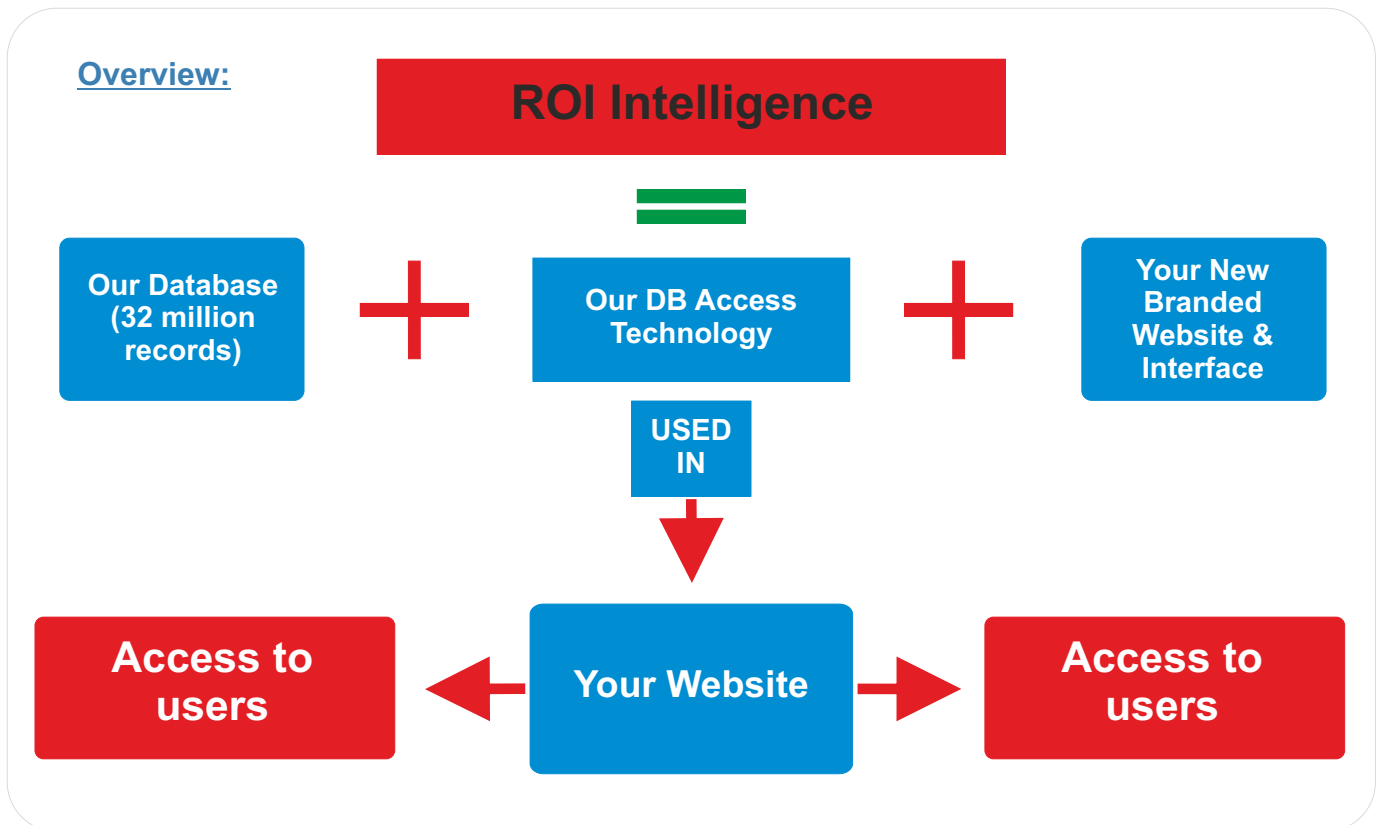 Overview:
ROI Intelligence
Our Database
(32 million
records)
Our DB Access
Technology
Your New
Branded
Website &
Interface
USED
IN
Access to
users
Your Website
Access to
users